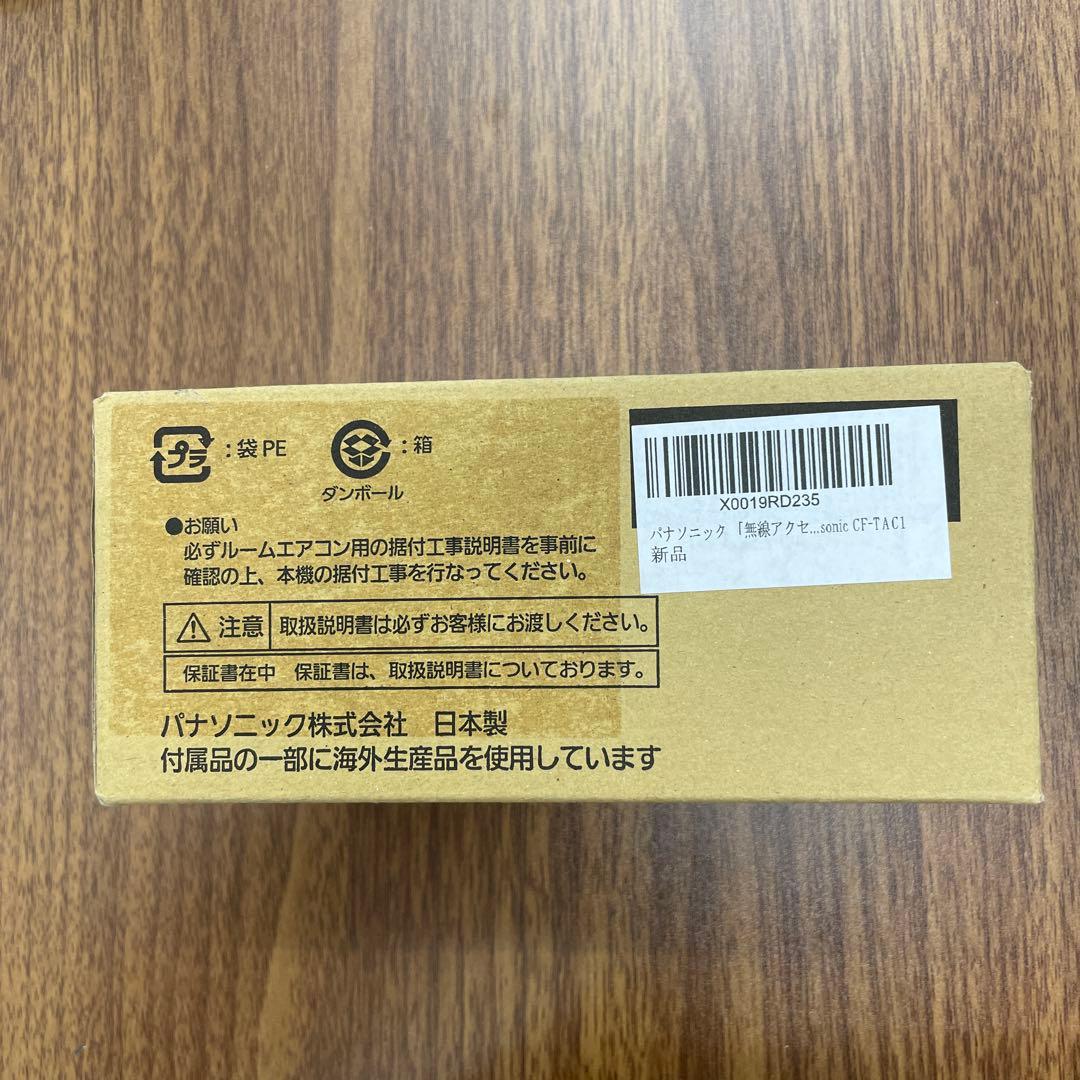 プラ：袋PE
：箱
ダンボール
●お願い
必ずルームエアコン用の据付工事説明書を事前に
確認の上、本機の据付工事を行なってください。
注意 取扱説明書は必ずお客様にお渡しください。
保証書在中 保証書は、取扱説明書についております。
パナソニック株式会社 日本製
付属品の一部に海外生産品を使用しています
X0019RD235
パナソニック 「無線アクセ...sonic CF-TAC1
新品